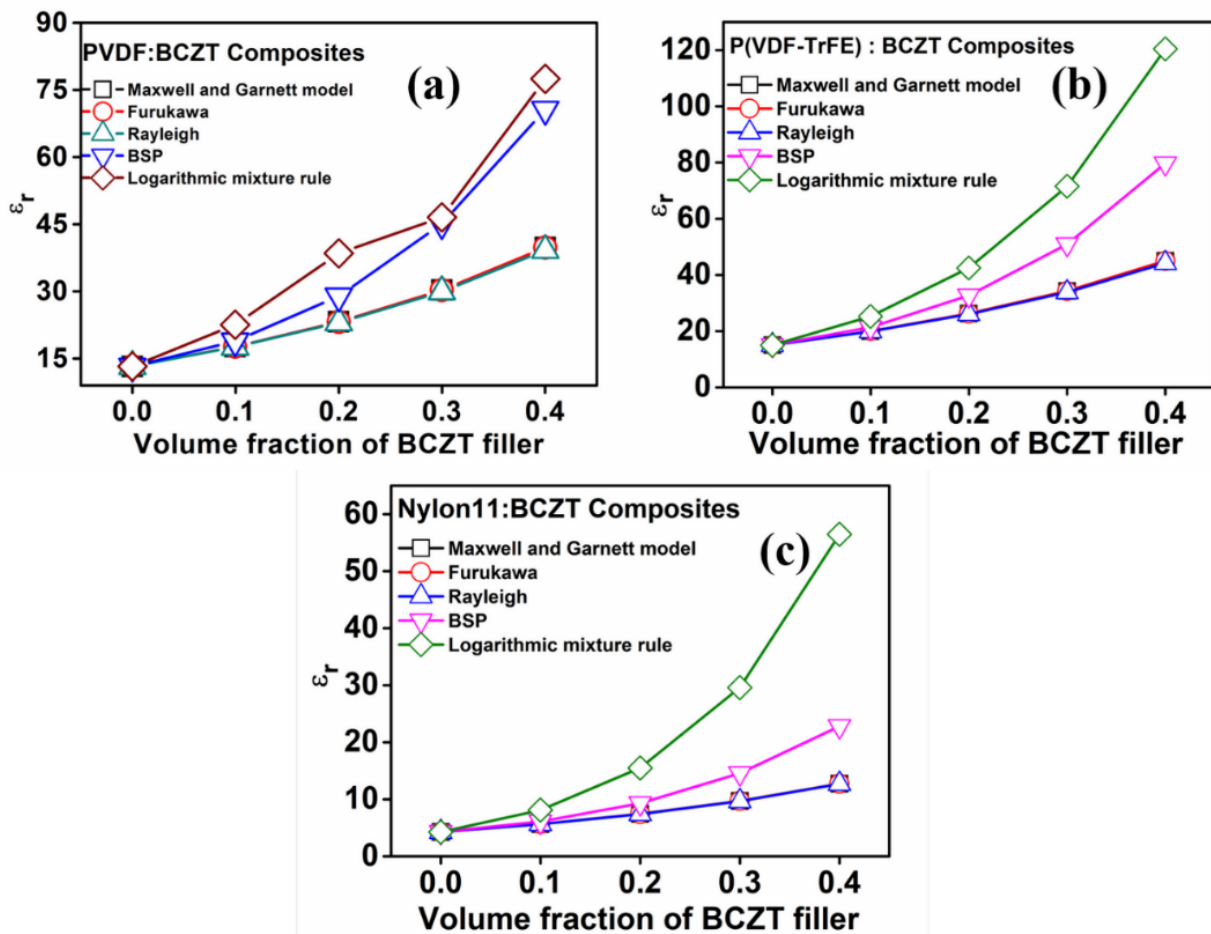 PVDF:BCZT Composites
(a)
Maxwell and Garnett model
Furukawa
Rayleigh
BSP
Logarithmic mixture rule
90
75
60
45
30
15
εr
0.0 0.1 0.2 0.3 0.4
Volume fraction of BCZT filler
P(VDF-TrFE) : BCZT Composites
(b)
Maxwell and Garnett model
Furukawa
Rayleigh
BSP
Logarithmic mixture rule
120
100
80
60
40
20
0
εr
0.0 0.1 0.2 0.3 0.4
Volume fraction of BCZT filler
Nylon11:BCZT Composites
(c)
Maxwell and Garnett model
Furukawa
Rayleigh
BSP
Logarithmic mixture rule
60
50
40
30
20
10
0
εr
0.0 0.1 0.2 0.3 0.4
Volume fraction of BCZT filler